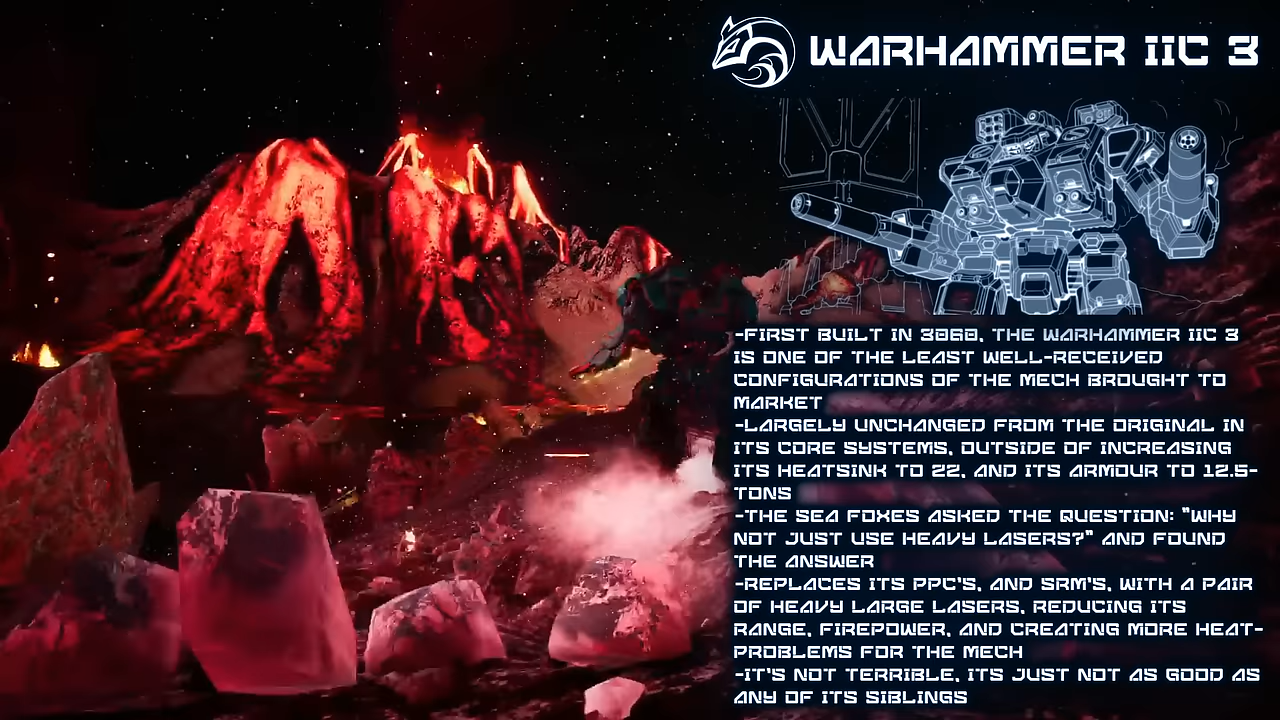 WARHAMMER IIC 3
-FIRST BUILT IN 3060, THE WARHAMMER IIC 3
IS ONE OF THE LEAST WELL-RECEIVED
CONFIGURATIONS OF THE MECH BROUGHT TO
MARKET
-LARGELY UNCHANGED FROM THE ORIGINAL IN
ITS CORE SYSTEMS, OUTSIDE OF INCREASING
ITS HEATSINK TO 22, AND ITS ARMOUR TO 12.5-
TONS
-THE SEA FOXES ASKED THE QUESTION: "WHY
NOT JUST USE HEAVY LASERS?" AND FOUND
THE ANSWER
-REPLACES ITS PPC'S, AND SRM'S, WITH A PAIR
OF HEAVY LARGE LASERS, REDUCING ITS
RANGE, FIREPOWER, AND CREATING MORE HEAT-
PROBLEMS FOR THE MECH
-IT'S NOT TERRIBLE, ITS JUST NOT AS GOOD AS
ANY OF ITS SIBLINGS